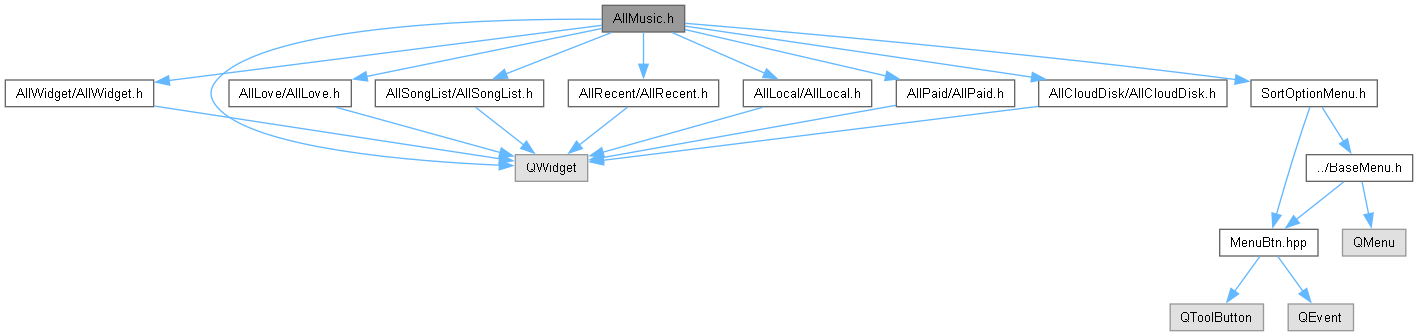 AllMusic.h
AllWidget/AllWidget.h
AllLove/AllLove.h
AllSongList/AllSongList.h
AllRecent/AllRecent.h
AllLocal/AllLocal.h
AllPaid/AllPaid.h
AllCloudDisk/AllCloudDisk.h
SortOptionMenu.h
QWidget
../BaseMenu.h
MenuBtn.hpp
QMenu
QToolButton
QEvent